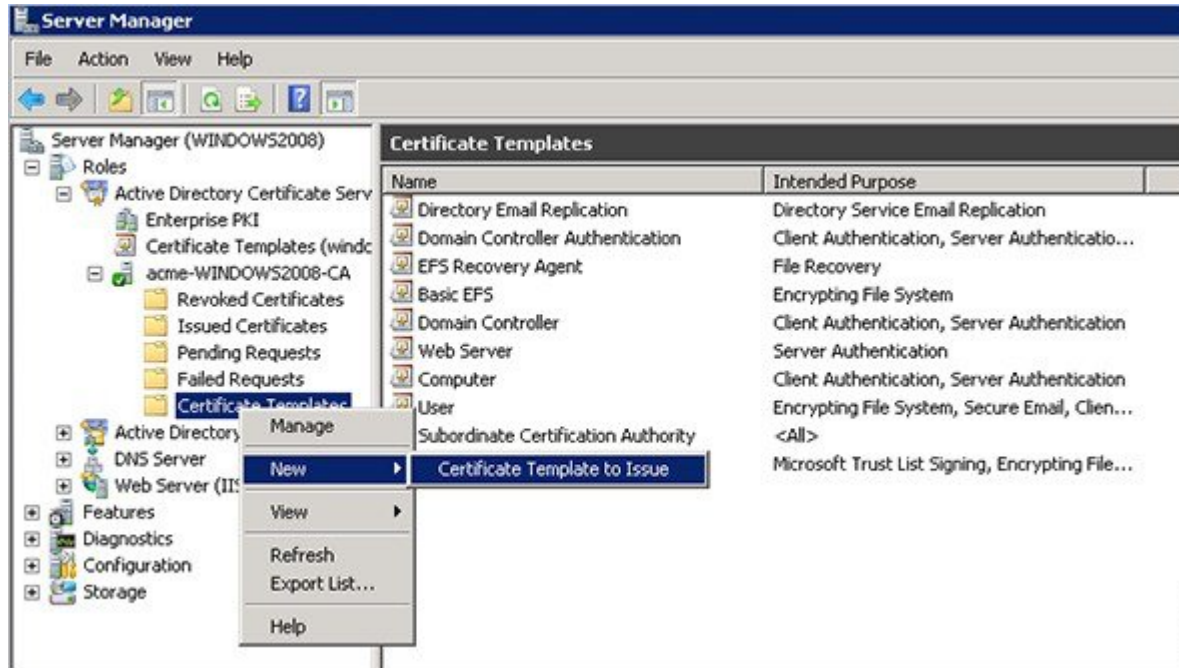 Server Manager
File Action View Help
Server Manager (WINDOWS2008)
Roles
Active Directory Certificate Serv
Enterprise PKI
Certificate Templates (windc
acme-WINDOWS2008-CA
Revoked Certificates
Issued Certificates
Pending Requests
Failed Requests
Certificate Templates
Active Directory
DNS Server
Web Server (IIS
Features
Diagnostics
Configuration
Storage
Manage
New
View
Refresh
Export List...
Help
Certificate Template to Issue
Certificate Templates
Name Intended Purpose
Directory Email Replication Directory Service Email Replication
Domain Controller Authentication Client Authentication, Server Authenticatio...
EFS Recovery Agent File Recovery
Basic EFS Encrypting File System
Domain Controller Client Authentication, Server Authentication
Web Server Server Authentication
Computer Client Authentication, Server Authentication
User Encrypting File System, Secure Email, Clien...
Subordinate Certification Authority <All>
Microsoft Trust List Signing, Encrypting File...